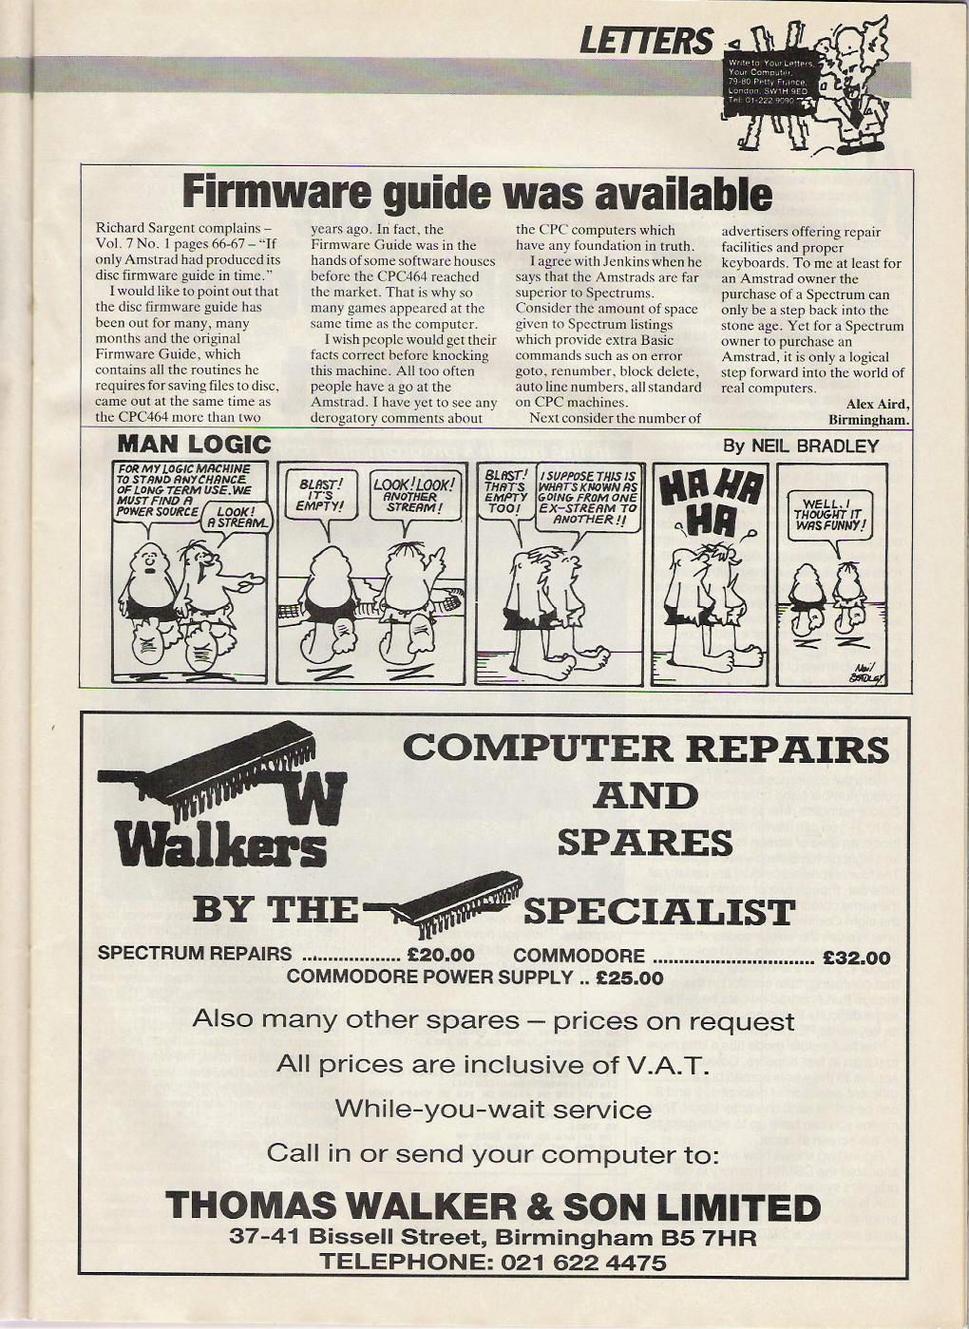 LETTERS
Write to: Your Letters,
Your Computer,
79-80 Petty France,
London, SW1H 9ED
Tel: 01-222 9090
Firmware guide was available
Richard Sargent complains –
Vol. 7 No. 1 pages 66-67 – “If
only Amstrad had produced its
disc firmware guide in time.”
I would like to point out that
the disc firmware guide has
been out for many, many
months and the original
Firmware Guide, which
contains all the routines he
requires for saving files to disc,
came out at the same time as
the CPC464 more than two
years ago. In fact, the
Firmware Guide was in the
hands of some software houses
before the CPC464 reached
the market. That is why so
many games appeared at the
same time as the computer.
I wish people would get their
facts correct before knocking
this machine. All too often
people have a go at the
Amstrad. I have yet to see any
derogatory comments about
the CPC computers which
have any foundation in truth.
I agree with Jenkins when he
says that the Amstrads are far
superior to Spectrums.
Consider the amount of space
given to Spectrum listings
which provide extra Basic
commands such as on error
goto, renumber, block delete,
auto line numbers, all standard
on CPC machines.
Next consider the number of
advertisers offering repair
facilities and proper
keyboards. To me at least for
an Amstrad owner the
purchase of a Spectrum can
only be a step back into the
stone age. Yet for a Spectrum
owner to purchase an
Amstrad, it is only a logical
step forward into the world of
real computers.
Alex Aird,
Birmingham.
MAN LOGIC
By NEIL BRADLEY
FOR MY LOGIC MACHINE
TO STAND ANY CHANCE
OF LONG TERM USE. WE
MUST FIND A
POWER SOURCE
LOOK!
A STREAM.
BLAST!
IT'S
EMPTY!
LOOK! LOOK!
ANOTHER
STREAM!
BLAST!
THAT'S
EMPTY
TOO!
I SUPPOSE THIS IS
WHAT'S KNOWN AS
GOING FROM ONE
EX-STREAM TO
ANOTHER!!
HA HA
HA
WELL, I
THOUGHT IT
WAS FUNNY!
Neil
BRADLEY
W
Walkers
COMPUTER REPAIRS
AND
SPARES
BY THE SPECIALIST
SPECTRUM REPAIRS .................. £20.00 COMMODORE .............................. £32.00
COMMODORE POWER SUPPLY .. £25.00
Also many other spares – prices on request
All prices are inclusive of V.A.T.
While-you-wait service
Call in or send your computer to:
THOMAS WALKER & SON LIMITED
37-41 Bissell Street, Birmingham B5 7HR
TELEPHONE: 021 622 4475